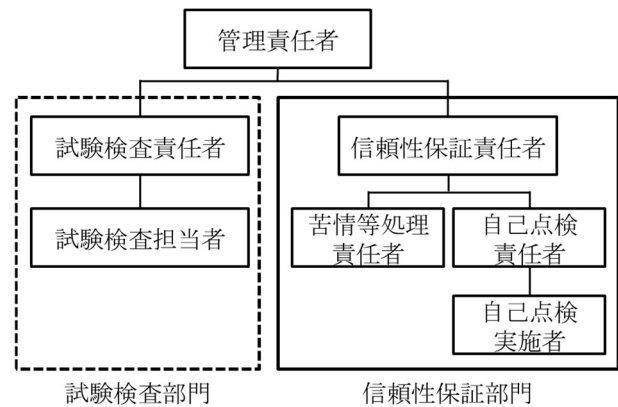 管理責任者
試験検査責任者
信頼性保証責任者
試験検査担当者
苦情等処理
責任者
自己点検
責任者
自己点検
実施者
試験検査部門
信頼性保証部門